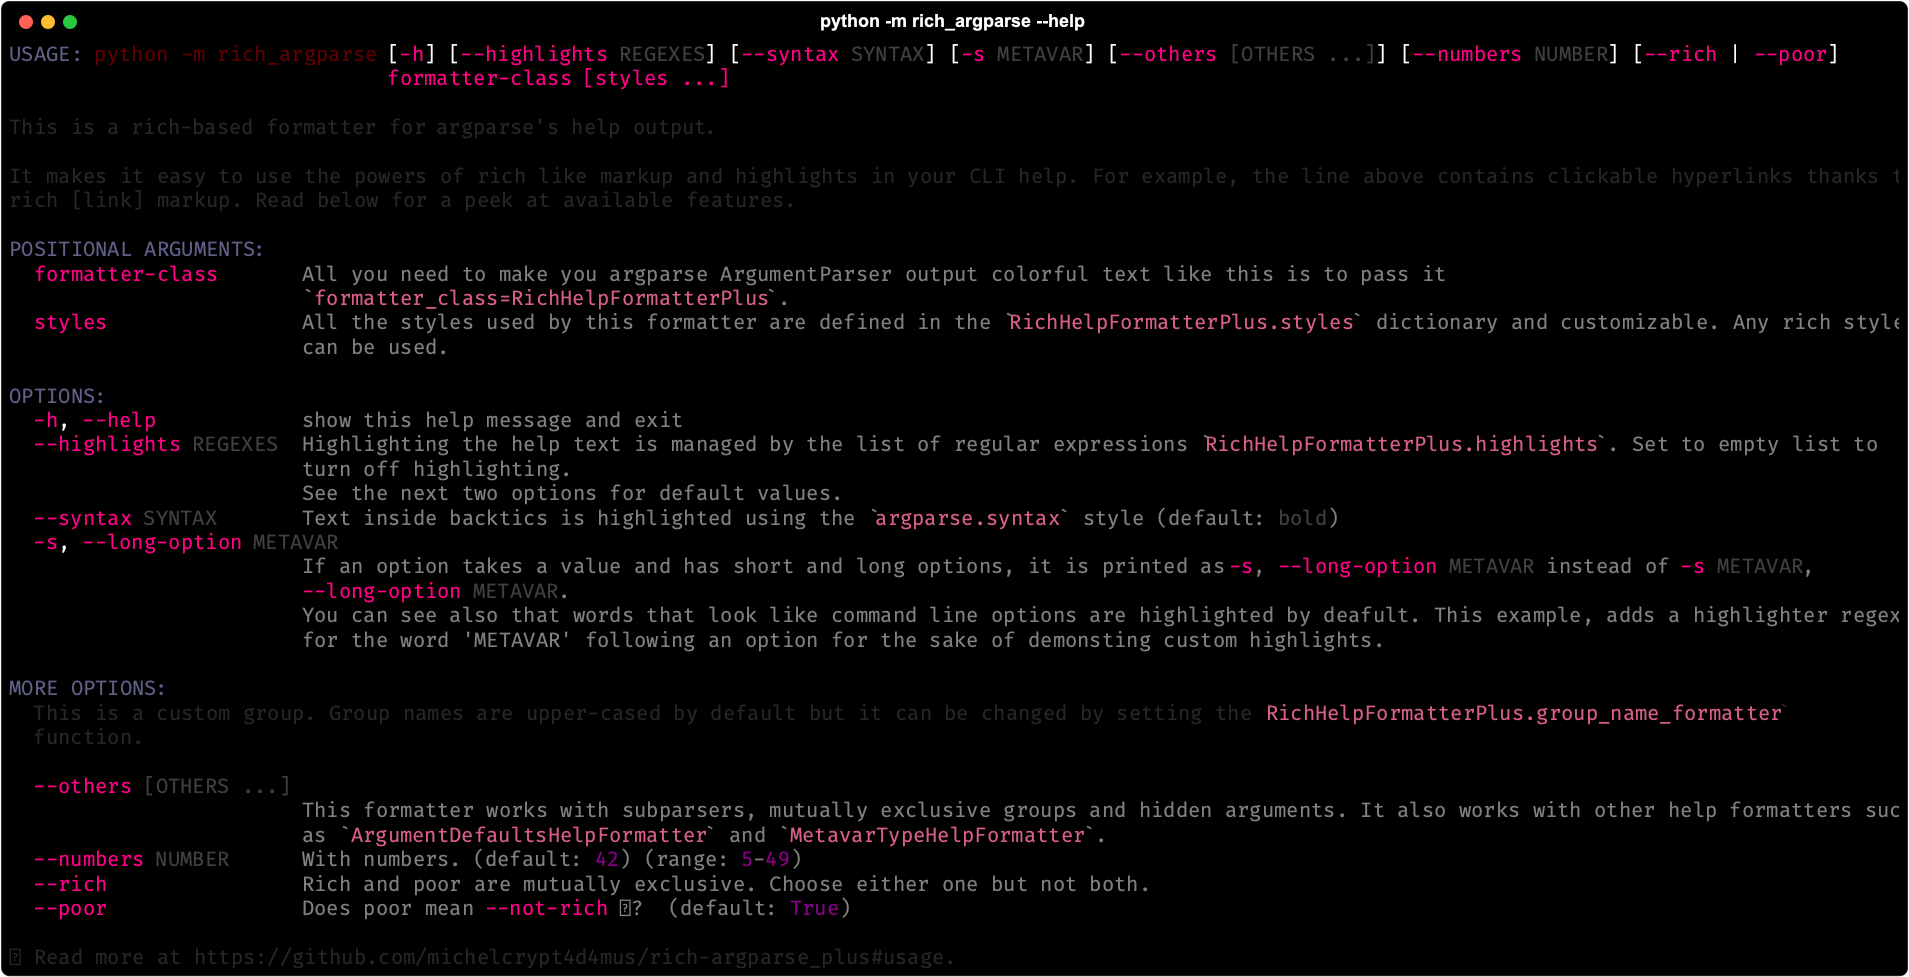 python -m rich_argparse --help
USAGE: python -m rich_argparse [-h] [--highlights REGEXES] [--syntax SYNTAX] [-s METAVAR] [--others [OTHERS ...]] [--numbers NUMBER] [--rich | --poor]
formatter-class [styles ...]
This is a rich-based formatter for argparse's help output.
It makes it easy to use the powers of rich like markup and highlights in your CLI help. For example, the line above contains clickable hyperlinks thanks t
rich [link] markup. Read below for a peek at available features.
POSITIONAL ARGUMENTS:
formatter-class All you need to make you argparse ArgumentParser output colorful text like this is to pass it
`formatter_class=RichHelpFormatterPlus`.
styles All the styles used by this formatter are defined in the `RichHelpFormatterPlus.styles` dictionary and customizable. Any rich style
can be used.
OPTIONS:
-h, --help show this help message and exit
--highlights REGEXES Highlighting the help text is managed by the list of regular expressions `RichHelpFormatterPlus.highlights`. Set to empty list to
turn off highlighting.
See the next two options for default values.
--syntax SYNTAX Text inside backtics is highlighted using the `argparse.syntax` style (default: bold)
-s, --long-option METAVAR
If an option takes a value and has short and long options, it is printed as -s, --long-option METAVAR instead of -s METAVAR,
--long-option METAVAR.
You can see also that words that look like command line options are highlighted by deafult. This example, adds a highlighter regex
for the word 'METAVAR' following an option for the sake of demonsting custom highlights.
MORE OPTIONS:
This is a custom group. Group names are upper-cased by default but it can be changed by setting the RichHelpFormatterPlus.group_name_formatter`
function.
--others [OTHERS ...]
This formatter works with subparsers, mutually exclusive groups and hidden arguments. It also works with other help formatters suc
as `ArgumentDefaultsHelpFormatter` and `MetavarTypeHelpFormatter`.
--numbers NUMBER With numbers. (default: 42) (range: 5-49)
--rich Rich and poor are mutually exclusive. Choose either one but not both.
--poor Does poor mean --not-rich ? (default: True)
Read more at https://github.com/michelcrypt4d4mus/rich-argparse_plus#usage.